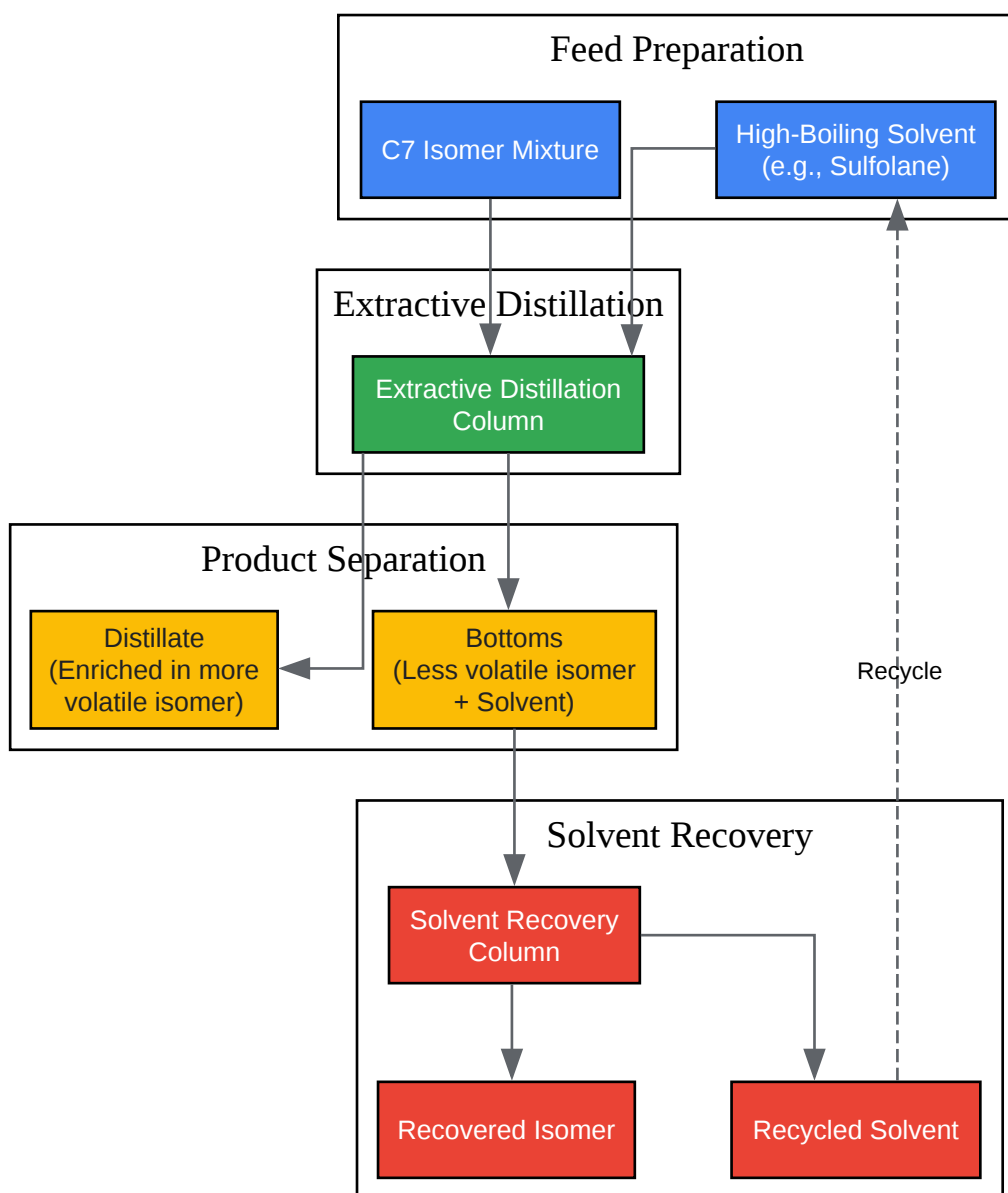 Feed Preparation
C7 Isomer Mixture
High-Boiling Solvent
(e.g., Sulfolane)
Extractive Distillation
Extractive Distillation
Column
Product Separation
Distillate
(Enriched in more
volatile isomer)
Bottoms
(Less volatile isomer
+ Solvent)
Recycle
Solvent Recovery
Solvent Recovery
Column
Recovered Isomer
Recycled Solvent